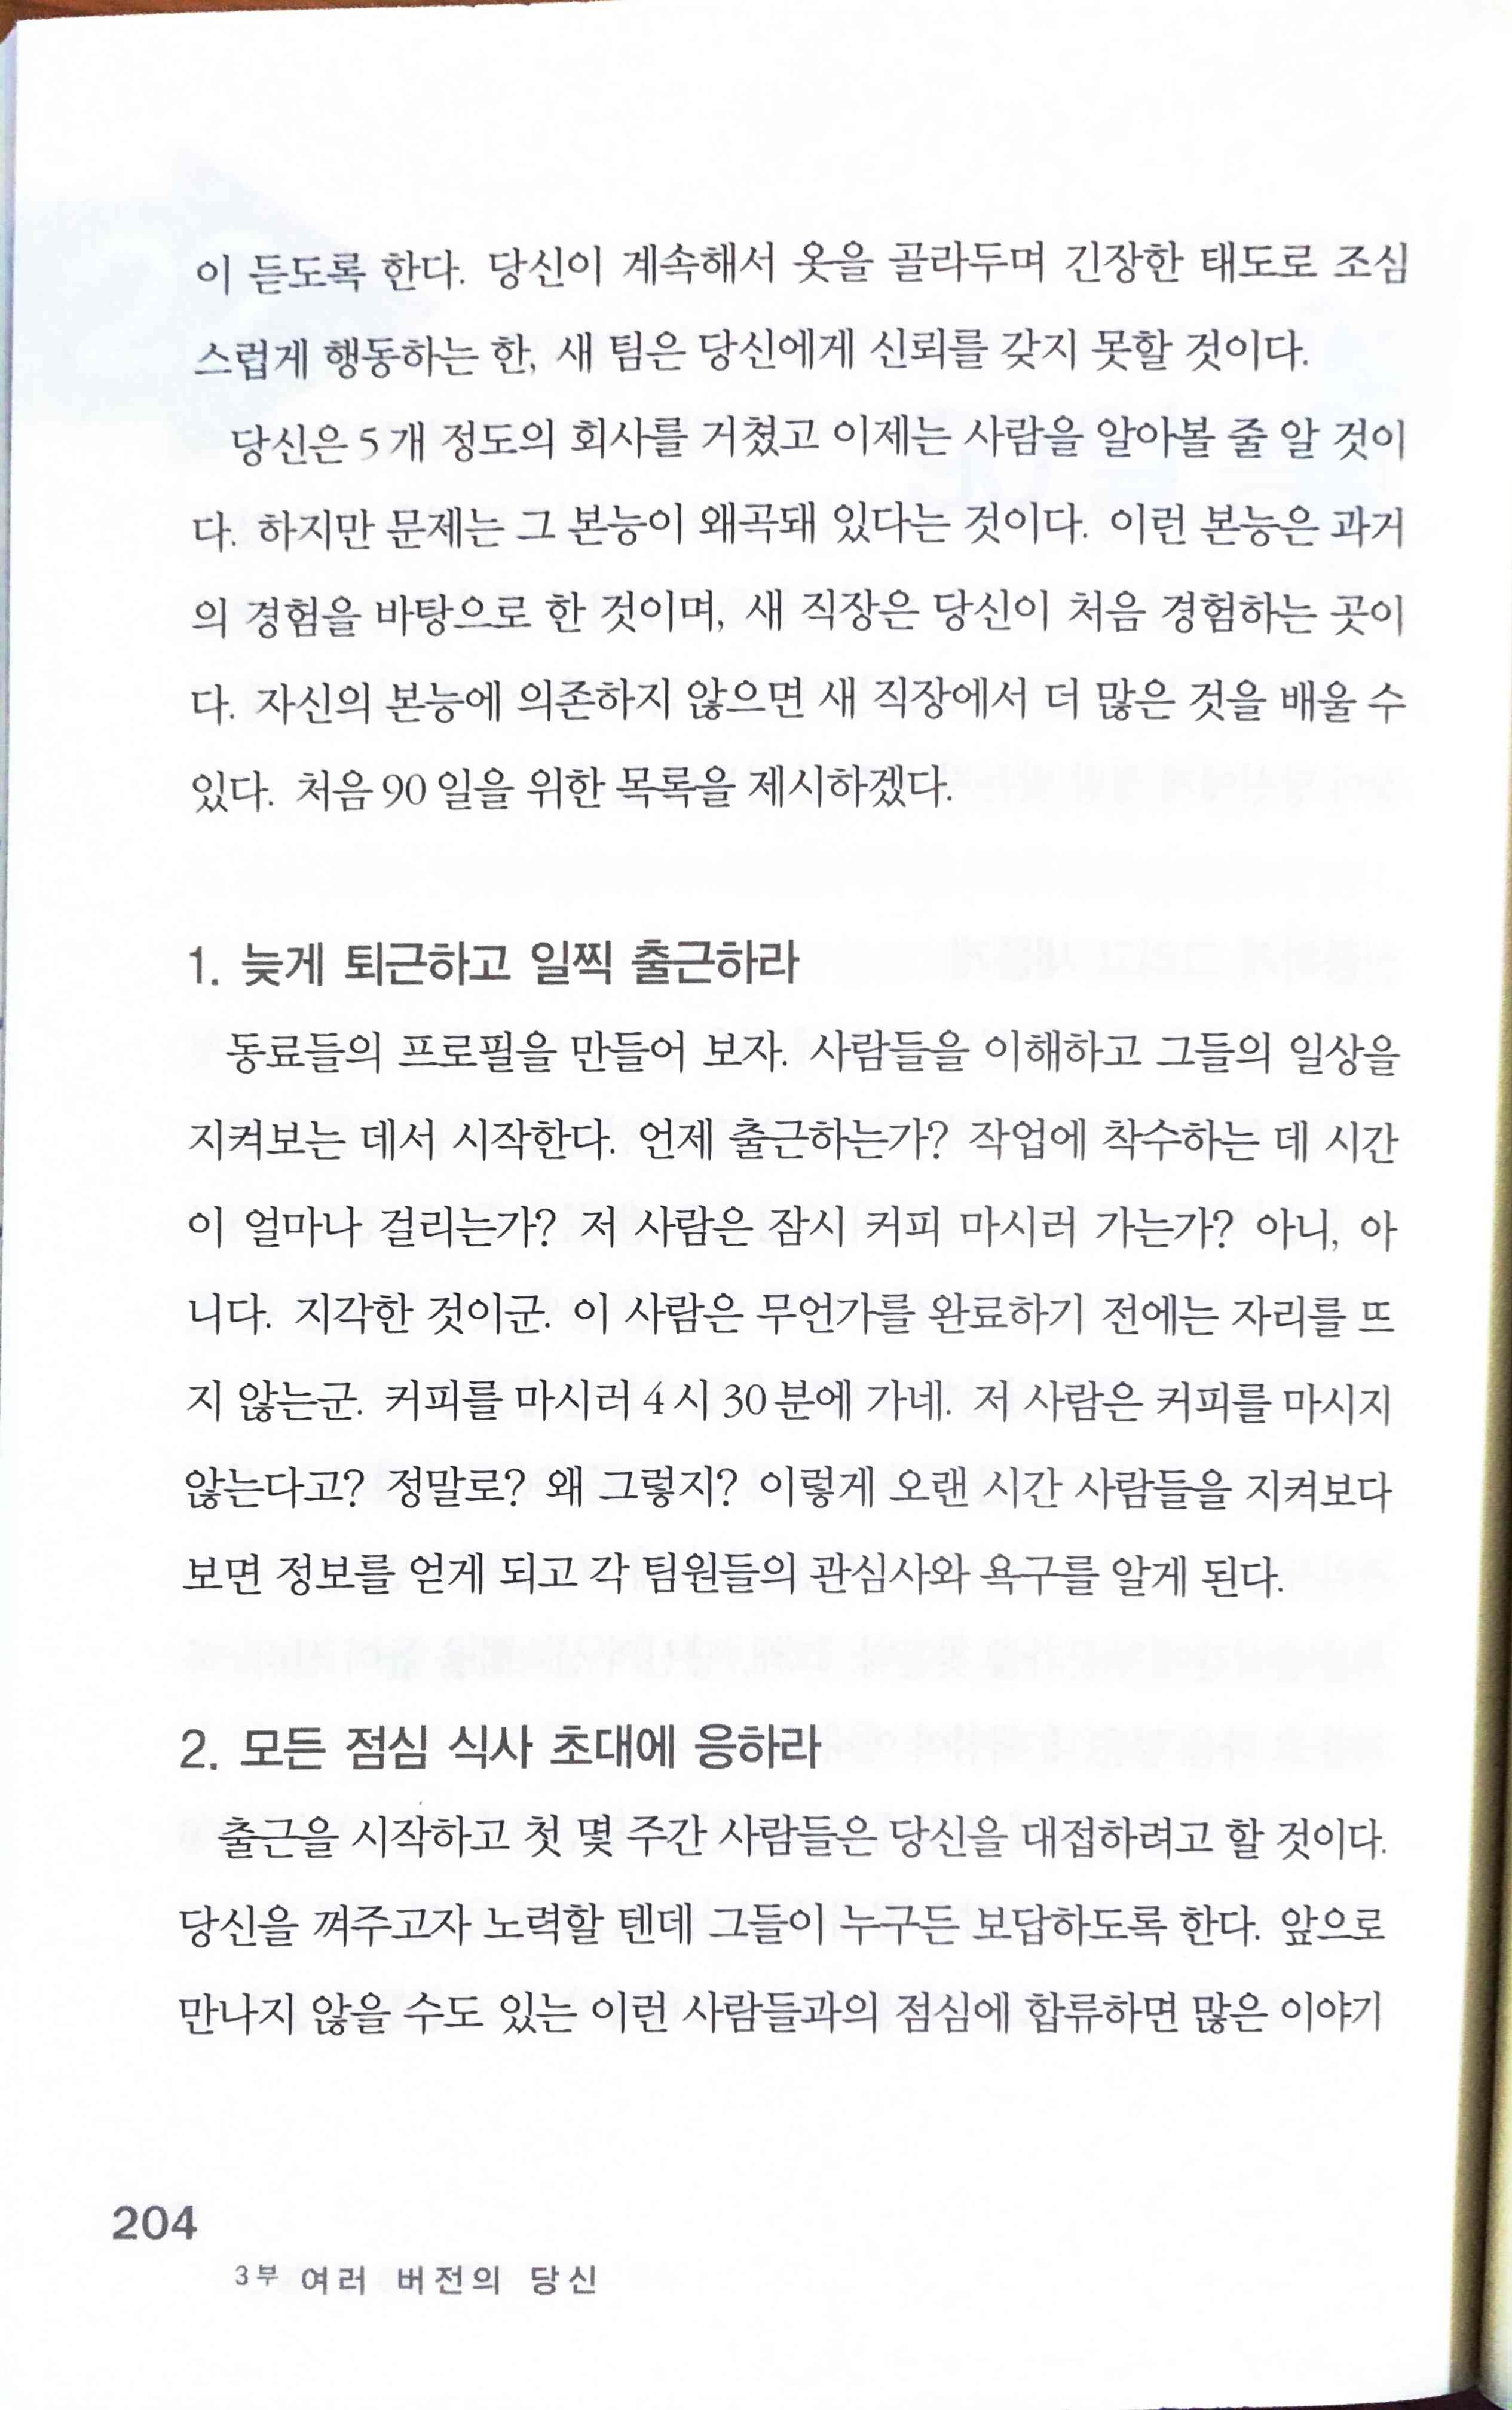 이 듣도록 한다. 당신이 계속해서 옷을 골라두며 긴장한 태도로 조심
스럽게 행동하는 한, 새 팀은 당신에게 신뢰를 갖지 못할 것이다.
당신은 5개 정도의 회사를 거쳤고 이제는 사람을 알아볼 줄 알 것이
다. 하지만 문제는 그 본능이 왜곡돼 있다는 것이다. 이런 본능은 과거
의 경험을 바탕으로 한 것이며, 새 직장은 당신이 처음 경험하는 곳이
다. 자신의 본능에 의존하지 않으면 새 직장에서 더 많은 것을 배울 수
있다. 처음 90일을 위한 목록을 제시하겠다.
1. 늦게 퇴근하고 일찍 출근하라
동료들의 프로필을 만들어 보자. 사람들을 이해하고 그들의 일상을
지켜보는 데서 시작한다. 언제 출근하는가? 작업에 착수하는 데 시간
이 얼마나 걸리는가? 저 사람은 잠시 커피 마시러 가는가? 아니, 아
니다. 지각한 것이군. 이 사람은 무언가를 완료하기 전에는 자리를 뜨
지 않는군. 커피를 마시러 4시 30분에 가네. 저 사람은 커피를 마시지
않는다고? 정말로? 왜 그렇지? 이렇게 오랜 시간 사람들을 지켜보다
보면 정보를 얻게 되고 각 팀원들의 관심사와 욕구를 알게 된다.
2. 모든 점심 식사 초대에 응하라
출근을 시작하고 첫 몇 주간 사람들은 당신을 대접하려고 할 것이다.
당신을 껴주고자 노력할 텐데 그들이 누구든 보답하도록 한다. 앞으로
만나지 않을 수도 있는 이런 사람들과의 점심에 합류하면 많은 이야기
204
3부 여러 버전의 당신